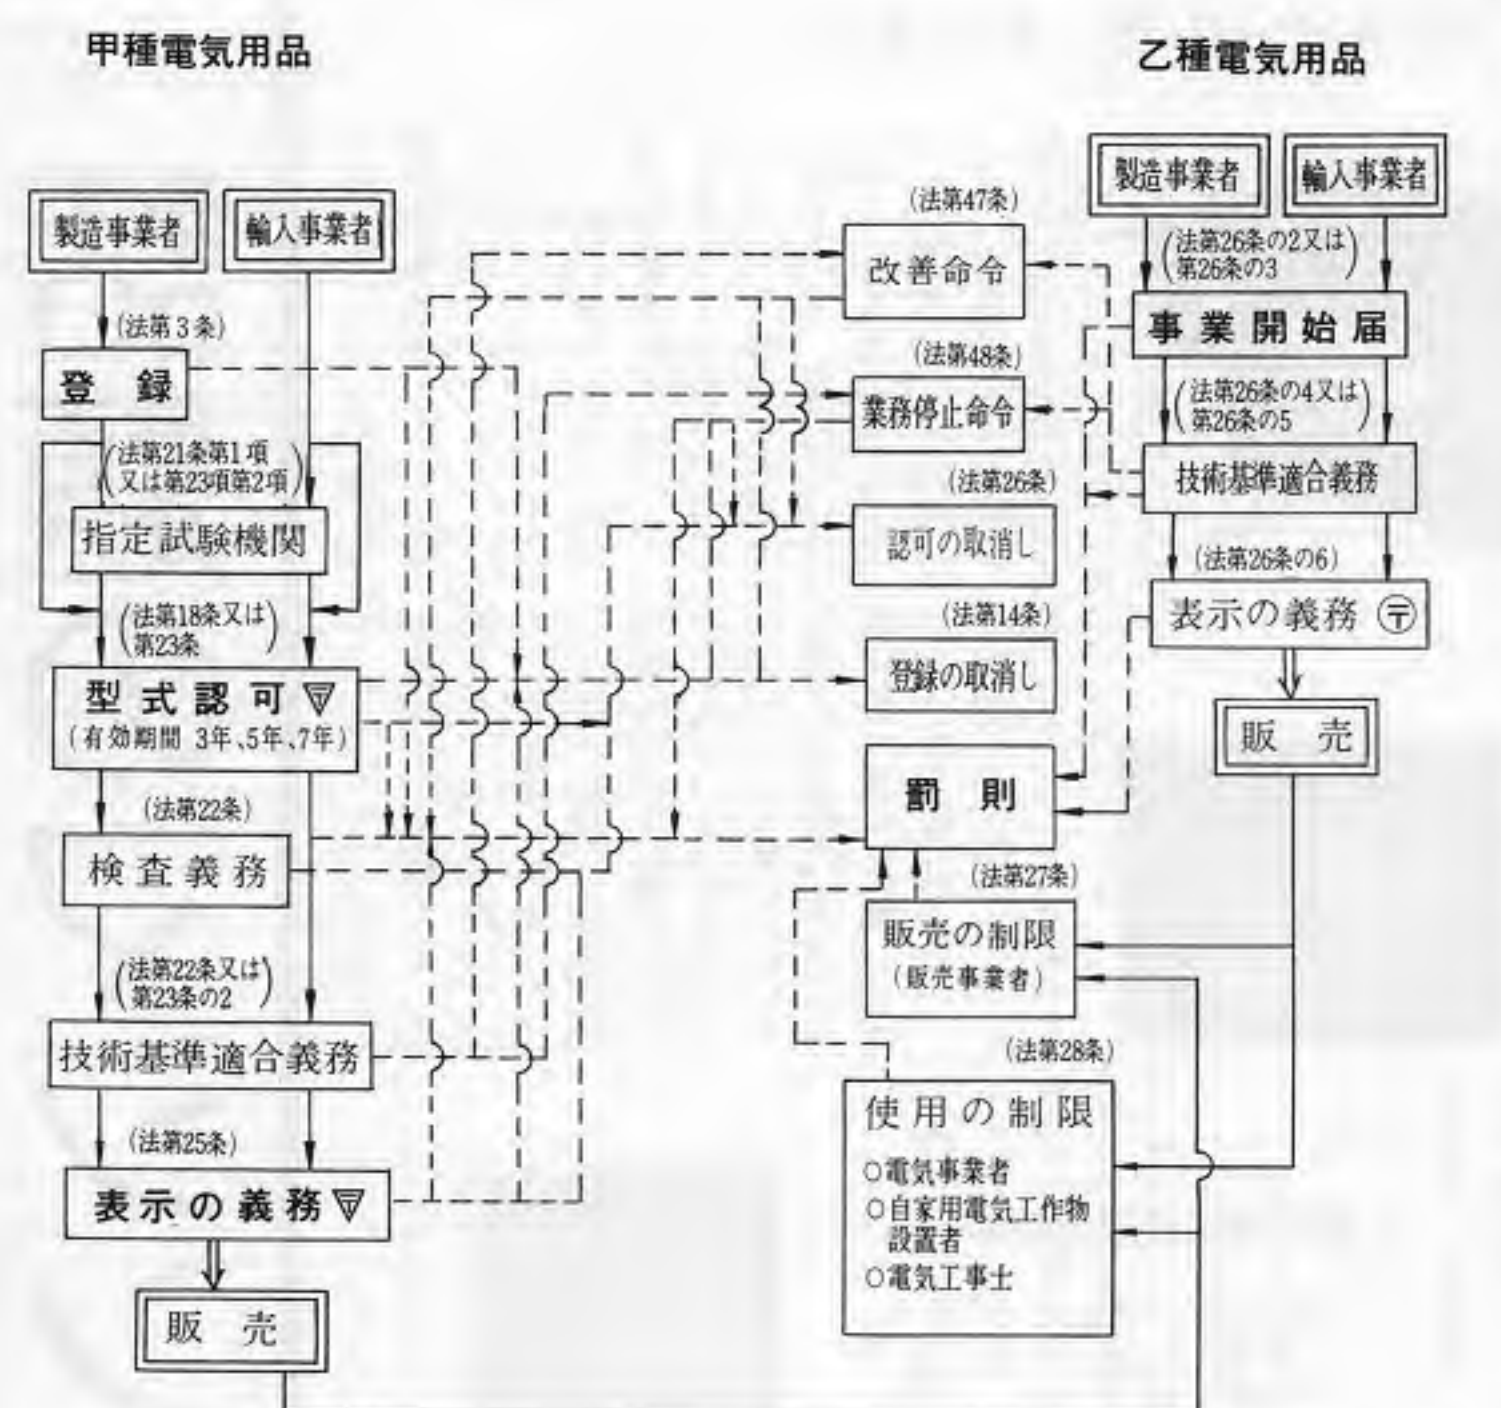 甲種電気用品
製造事業者
輸入事業者
(法第3条)
登録
(法第21条第1項
又は第23項第2項)
指定試験機関
(法第18条又は
第23条)
型式認可
(有効期間 3年、5年、7年)
(法第22条)
検査義務
(法第22条又は
第23条の2)
技術基準適合義務
(法第25条)
表示の義務
販売
(法第47条)
改善命令
(法第48条)
業務停止命令
(法第26条)
認可の取消し
(法第14条)
登録の取消し
罰則
(法第27条)
販売の制限
(販売事業者)
(法第28条)
使用の制限
○電気事業者
○自家用電気工作物
設置者
○電気工事士
乙種電気用品
製造事業者
輸入事業者
(法第26条の2又は
第26条の3)
事業開始届
(法第26条の4又は
第26条の5)
技術基準適合義務
(法第26条の6)
表示の義務 〶
販売